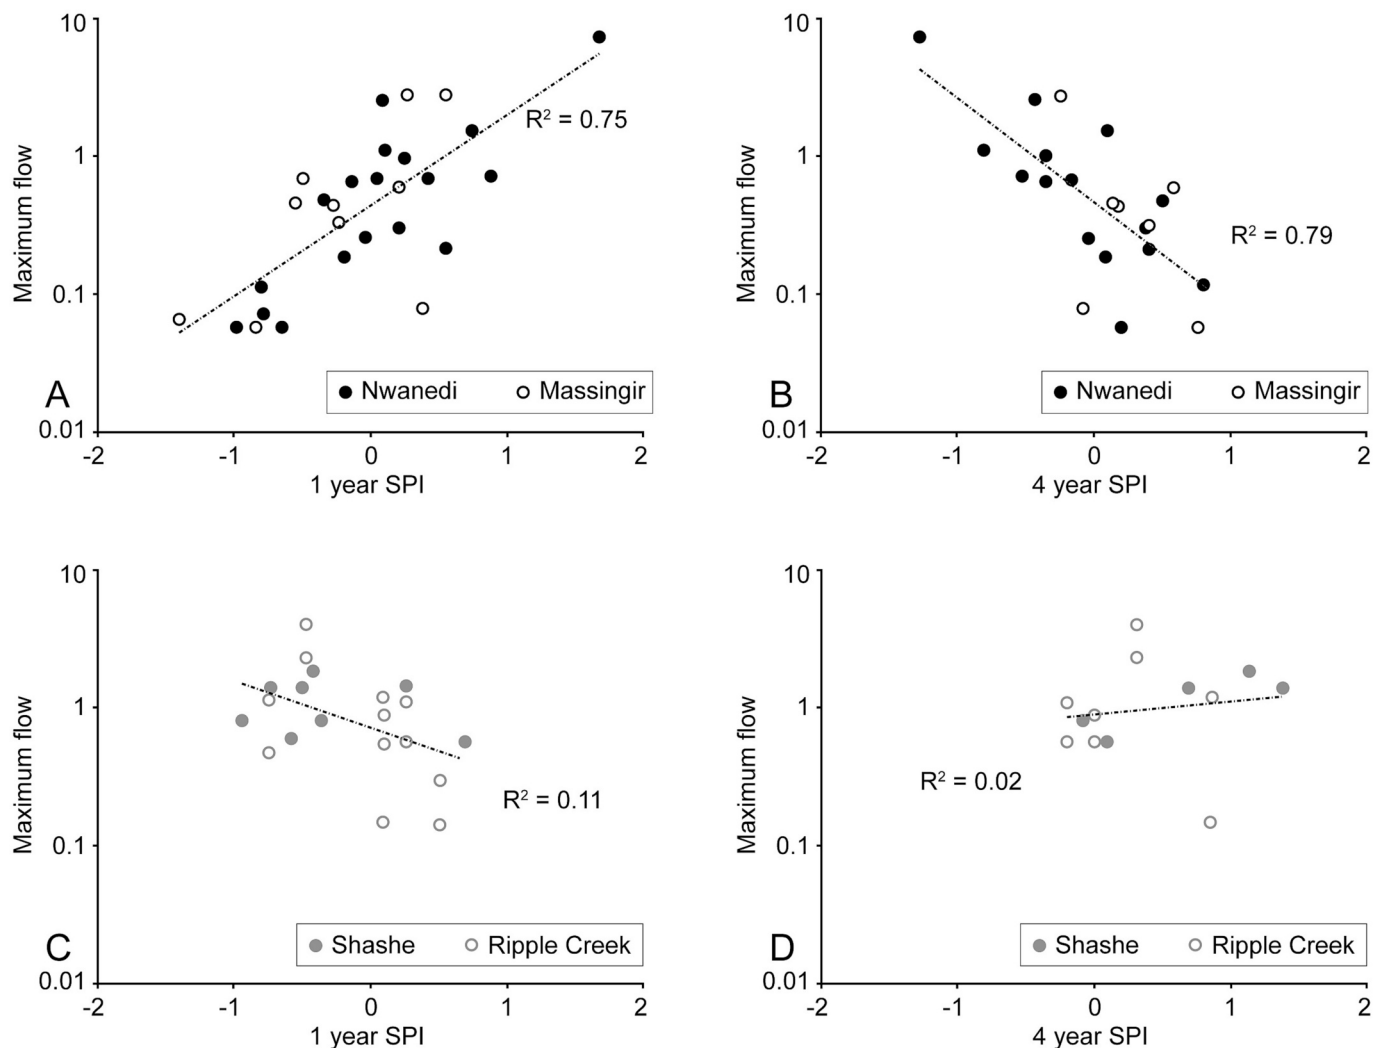 10
1
0.1
0.01
Maximum flow
R² = 0.75
A
Nwanedi
Massingir
-2
-1
0
1
2
1 year SPI
10
1
0.1
0.01
Maximum flow
R² = 0.79
B
Nwanedi
Massingir
-2
-1
0
1
2
4 year SPI
10
1
0.1
0.01
Maximum flow
R² = 0.11
C
Shashe
Ripple Creek
-2
-1
0
1
2
1 year SPI
10
1
0.1
0.01
Maximum flow
R² = 0.02
D
Shashe
Ripple Creek
-2
-1
0
1
2
4 year SPI